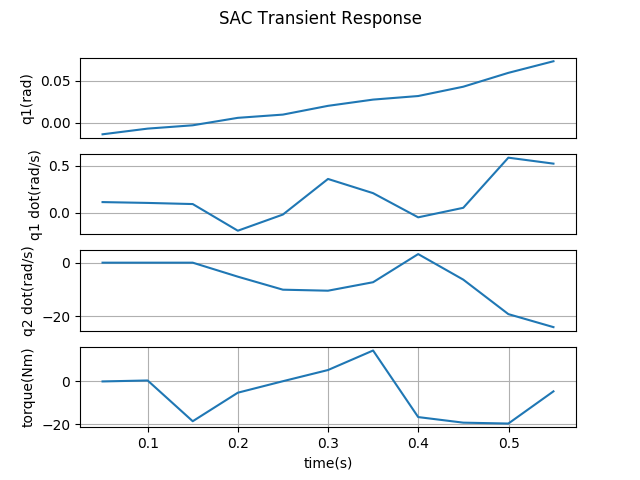 SAC Transient Response
q1(rad)
0.05
0.00
q1 dot(rad/s)
0.5
0.0
q2 dot(rad/s)
0
−20
torque(Nm)
0
−20
0.1 0.2 0.3 0.4 0.5
time(s)